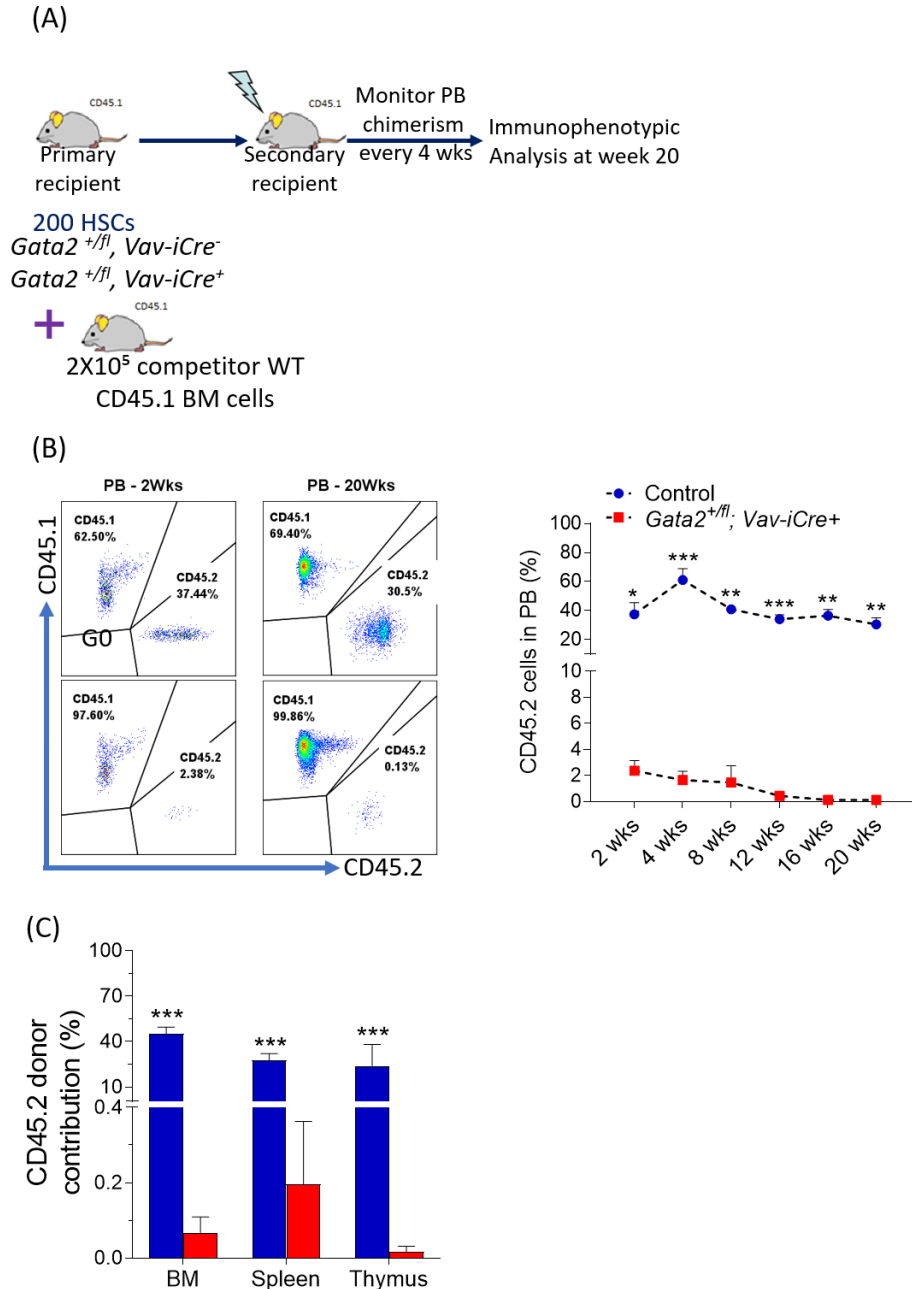 (A)
CD45.1
Primary
recipient
CD45.1
Secondary
recipient
Monitor PB
chimerism
every 4 wks
Immunophenotypic
Analysis at week 20
200 HSCs
Gata2 +/fl, Vav-iCre-
Gata2 +/fl, Vav-iCre+
+
CD45.1
2X10⁵ competitor WT
CD45.1 BM cells
(B)
PB - 2Wks
PB - 20Wks
CD45.1
CD45.1
62.50%
CD45.2
37.44%
G0
CD45.1
69.40%
CD45.2
30.5%
CD45.1
97.60%
CD45.2
2.38%
CD45.1
99.86%
CD45.2
0.13%
CD45.2
Control
Gata2+/fl; Vav-iCre+
CD45.2 cells in PB (%)
100
80
60
40
20
10
8
6
4
2
0
*
***
**
***
**
**
2 wks
4 wks
8 wks
12 wks
16 wks
20 wks
(C)
CD45.2 donor
contribution (%)
100
70
40
10
0.4
0.2
0.0
***
***
***
BM
Spleen
Thymus